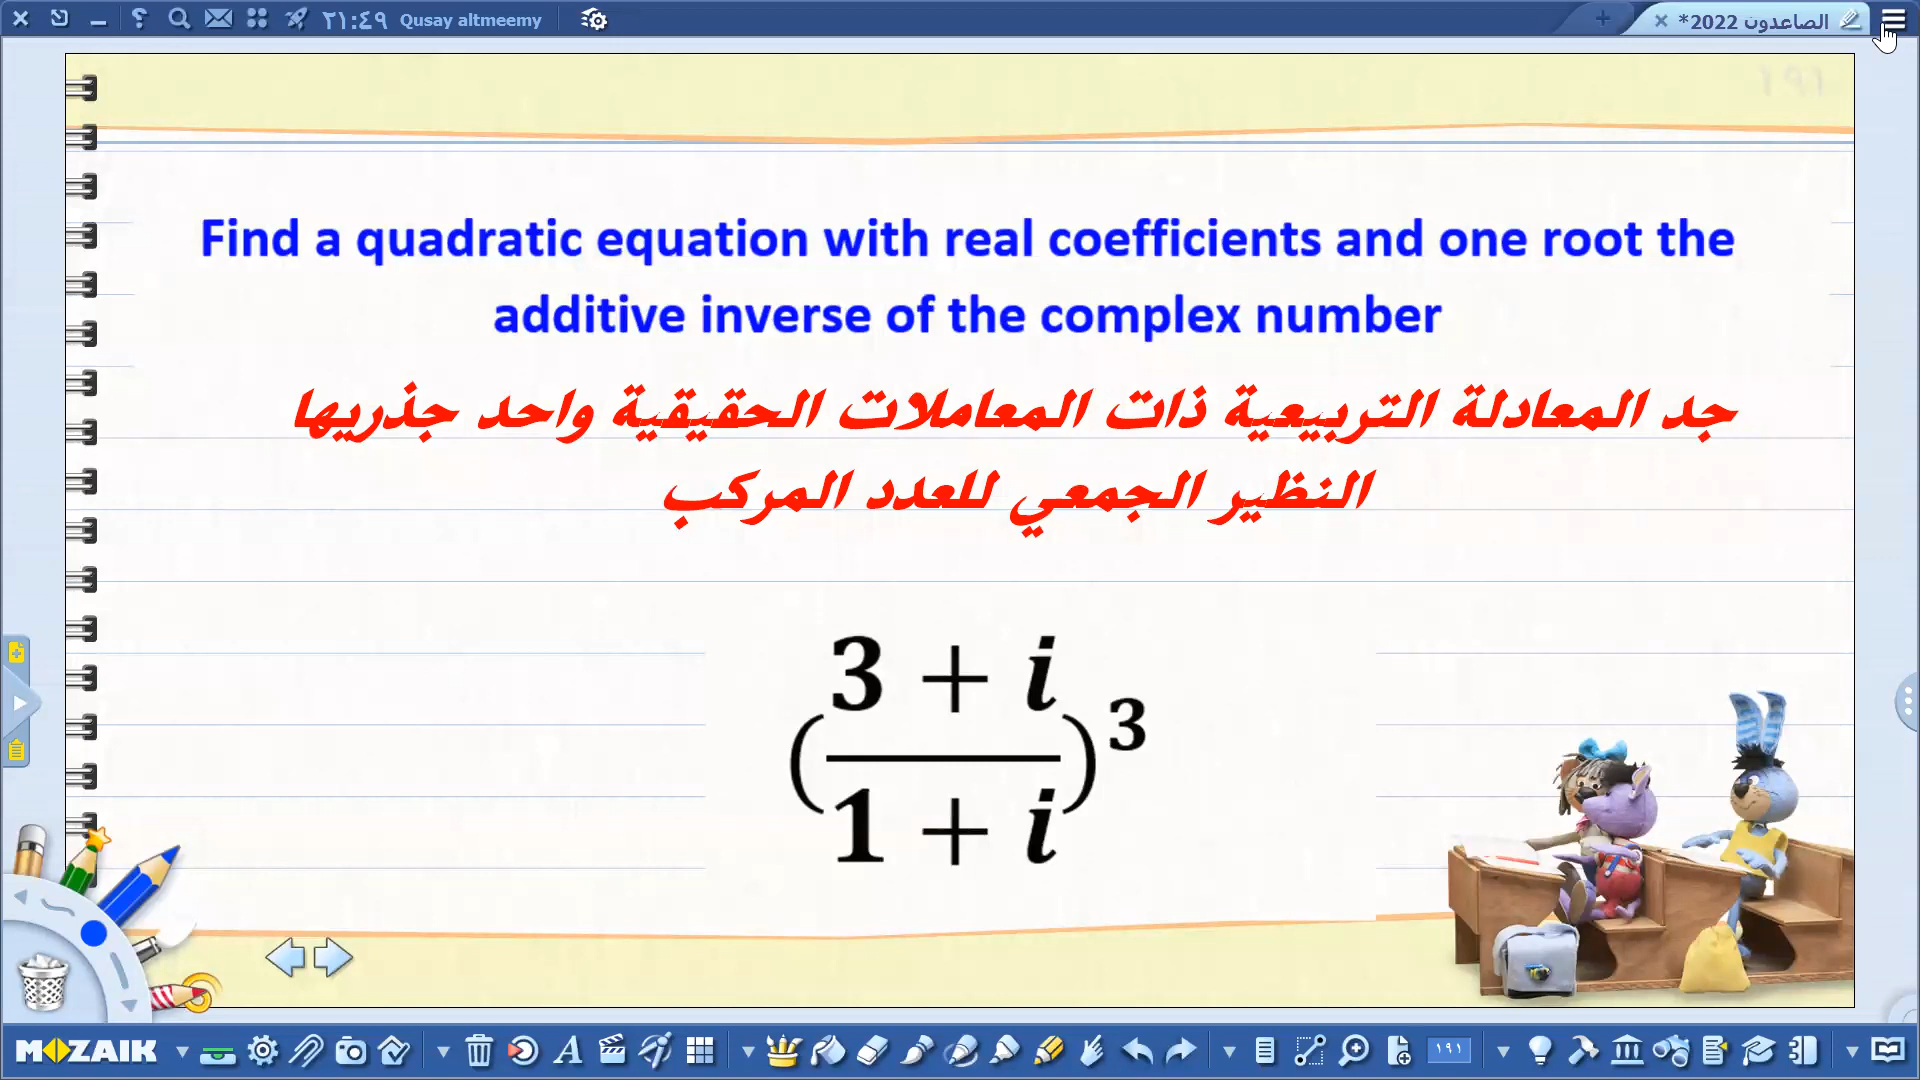 ٢١:٤٩ Qusay altmeemy
الصاعدون 2022*
١٩١
Find a quadratic equation with real coefficients and one root the
additive inverse of the complex number
جد المعادلة التربيعية ذات المعاملات الحقيقية واحد جذريها
النظير الجمعي للعدد المركب
(3 + i
1 + i)³
MOZAIK
١٩١